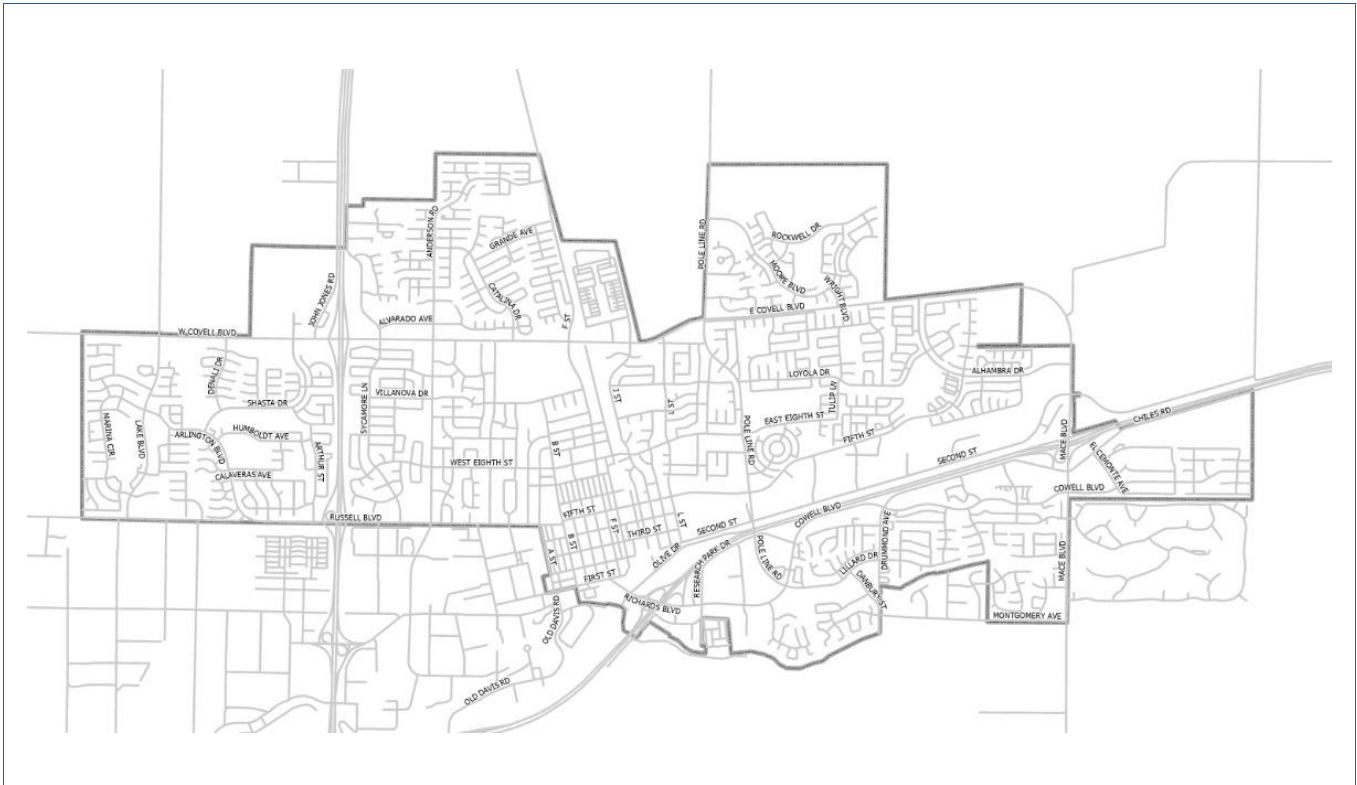 ANDERSON RD
POLE LINE RD
GRANDE AVE
ROCKWELL DR
MOORE BLVD
WRIGHT BLVD
JOHN JONES RD
CATALINA DR
E COVELL BLVD
ALVARADO AVE
F ST
W COVELL BLVD
DENALI DR
LOYOLA DR
ALHAMBRA DR
SYCAMORE LN
VILLANOVA DR
J ST
L ST
TULIP LN
SHASTA DR
MARINA CIR
LAKE BLVD
ARLINGTON BLVD
HUMBOLDT AVE
ARTHUR ST
CALAVERAS AVE
WEST EIGHTH ST
B ST
POLE LINE RD
EAST EIGHTH ST
FIFTH ST
SECOND ST
MACE BLVD
CHILES RD
EL CEMONTE AVE
COWELL BLVD
RUSSELL BLVD
FIFTH ST
A ST
B ST
F ST
THIRD ST
L ST
SECOND ST
COWELL BLVD
OLIVE DR
RESEARCH PARK DR
POLE LINE RD
LILLARD DR
DRUMMOND AVE
DANBURY ST
MACE BLVD
FIRST ST
RICHARDS BLVD
OLD DAVIS RD
MONTGOMERY AVE
OLD DAVIS RD